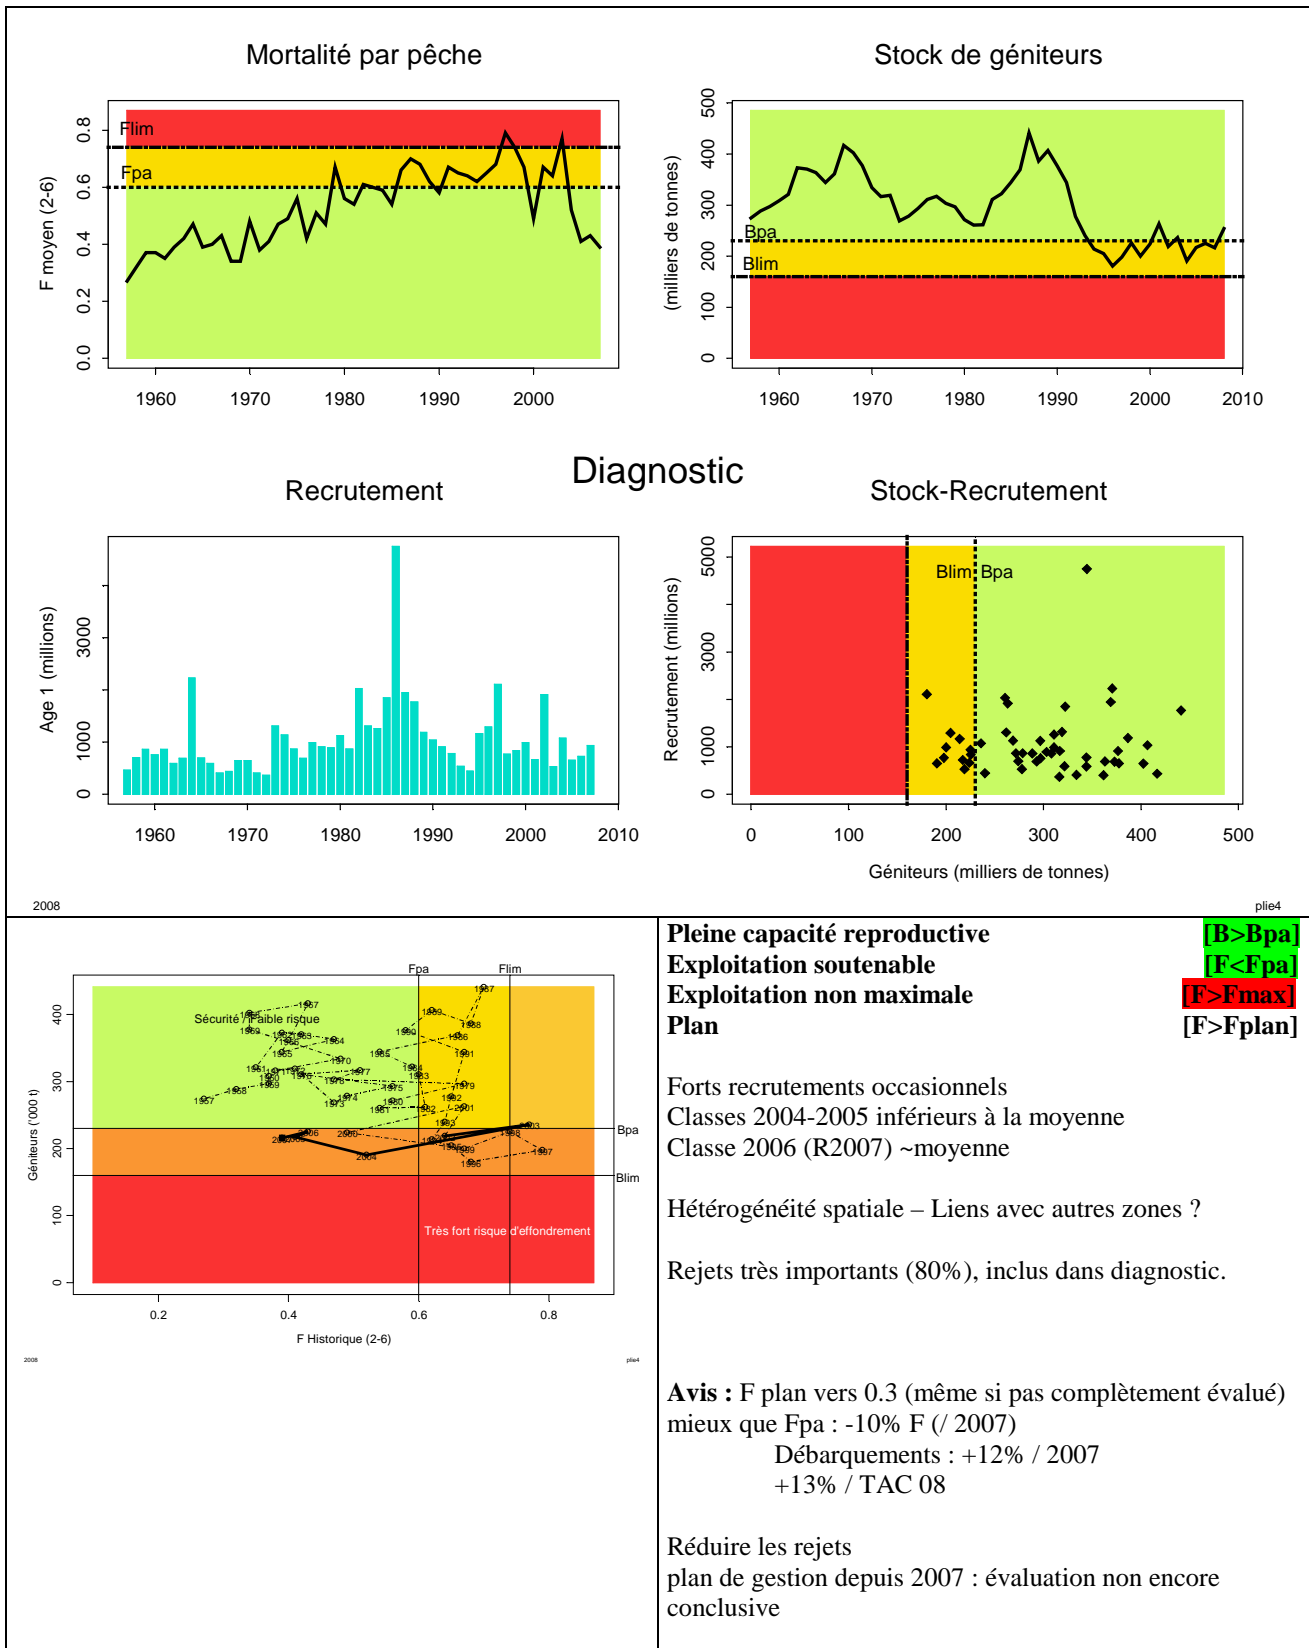 Mortalité par pêche
F moyen (2-6)
0.0 0.2 0.4 0.6 0.8
Flim
Fpa
1960 1970 1980 1990 2000
Stock de géniteurs
(milliers de tonnes)
0 100 200 300 400 500
Bpa
Blim
1960 1970 1980 1990 2000 2010
Diagnostic
Recrutement
Age 1 (millions)
0 1000 3000
1960 1970 1980 1990 2000 2010
Stock-Recrutement
Recrutement (millions)
0 1000 3000 5000
Blim Bpa
0 100 200 300 400 500
Géniteurs (milliers de tonnes)
2008 plie4
Fpa Flim
Géniteurs ('000 t)
0 100 200 300 400
Sécurité / Faible risque
Très fort risque d'effondrement
Bpa
Blim
0.2 0.4 0.6 0.8
F Historique (2-6)
2008 plie4
Pleine capacité reproductive [B>Bpa]
Exploitation soutenable [F<Fpa]
Exploitation non maximale [F>Fmax]
Plan [F>Fplan]
Forts recrutements occasionnels
Classes 2004-2005 inférieurs à la moyenne
Classe 2006 (R2007) ~moyenne
Hétérogénéité spatiale – Liens avec autres zones ?
Rejets très importants (80%), inclus dans diagnostic.
Avis : F plan vers 0.3 (même si pas complètement évalué)
mieux que Fpa : -10% F (/ 2007)
Débarquements : +12% / 2007
+13% / TAC 08
Réduire les rejets
plan de gestion depuis 2007 : évaluation non encore
conclusive